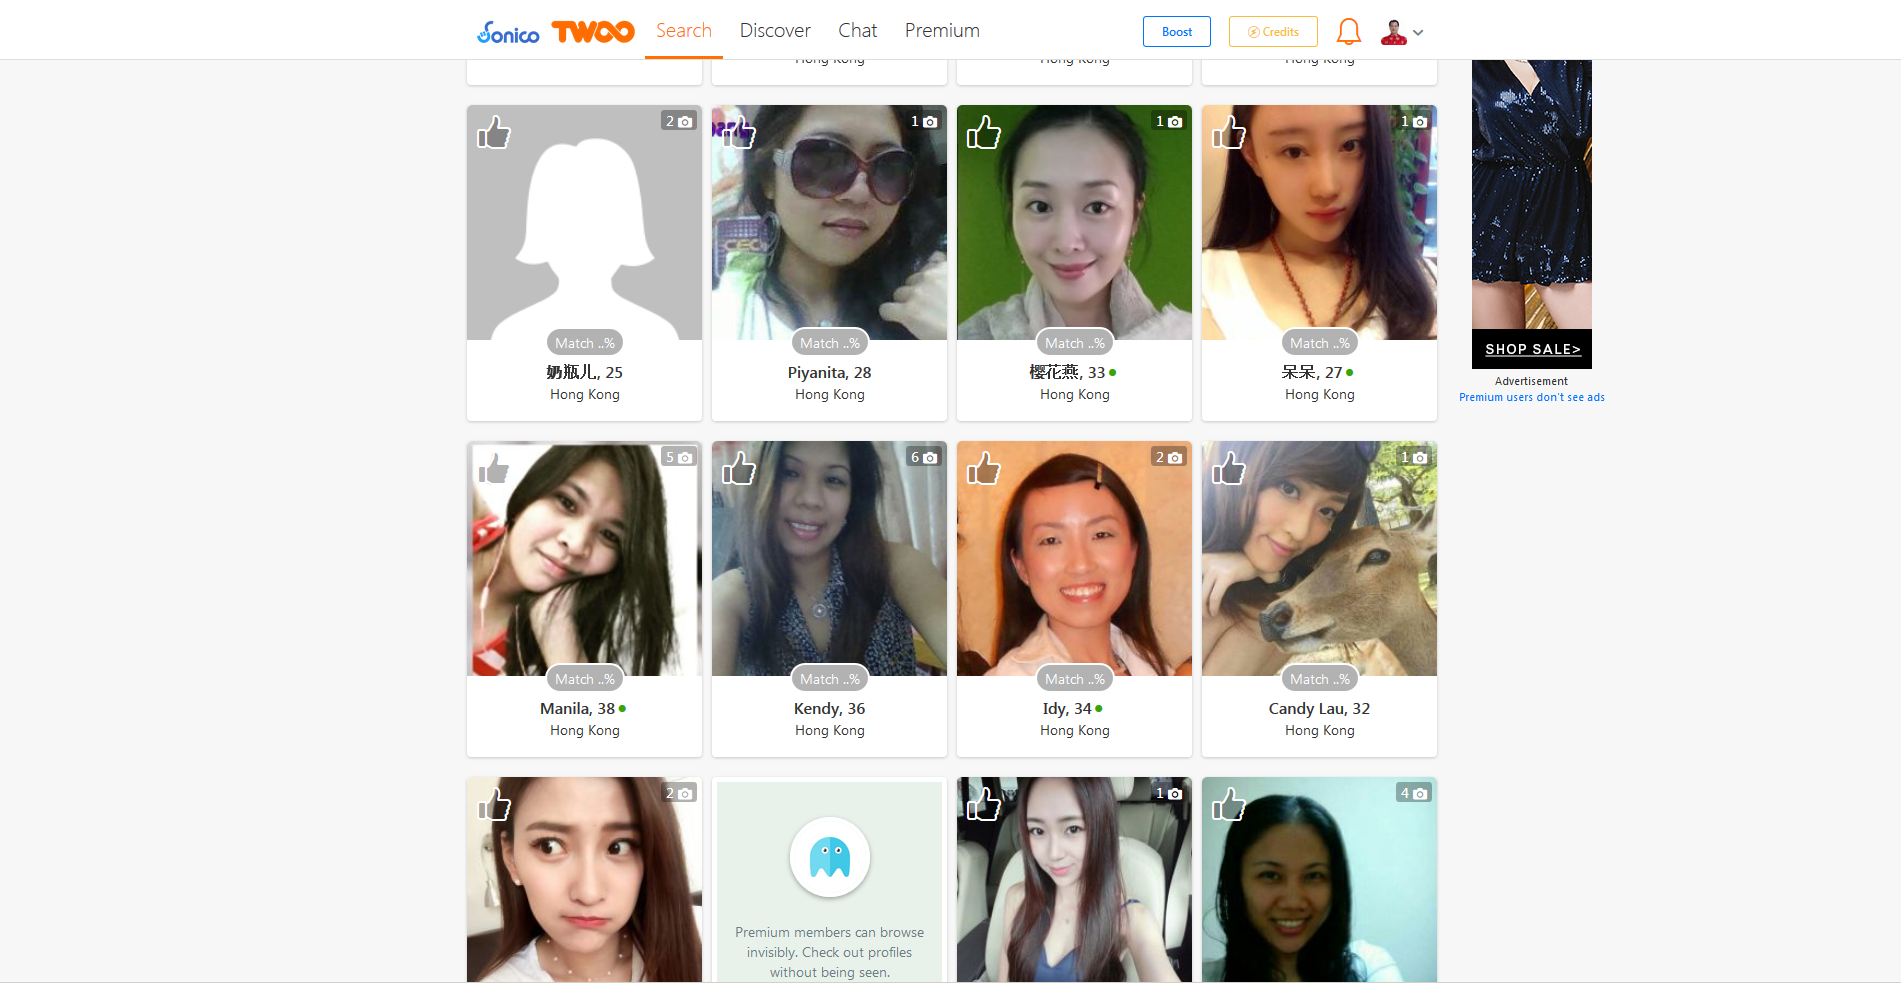 Sonico TWOO Search Discover Chat Premium Boost Credits
Hong Kong Hong Kong Hong Kong
2 1 1 1
Match ..% Match ..% Match ..% Match ..%
奶瓶儿, 25 Piyanita, 28 樱花燕, 33 呆呆, 27
Hong Kong Hong Kong Hong Kong Hong Kong
SHOP SALE>
Advertisement
Premium users don't see ads
5 6 2 1
Match ..% Match ..% Match ..% Match ..%
Manila, 38 Kendy, 36 Idy, 34 Candy Lau, 32
Hong Kong Hong Kong Hong Kong Hong Kong
2 1 4
Premium members can browse
invisibly. Check out profiles
without being seen.